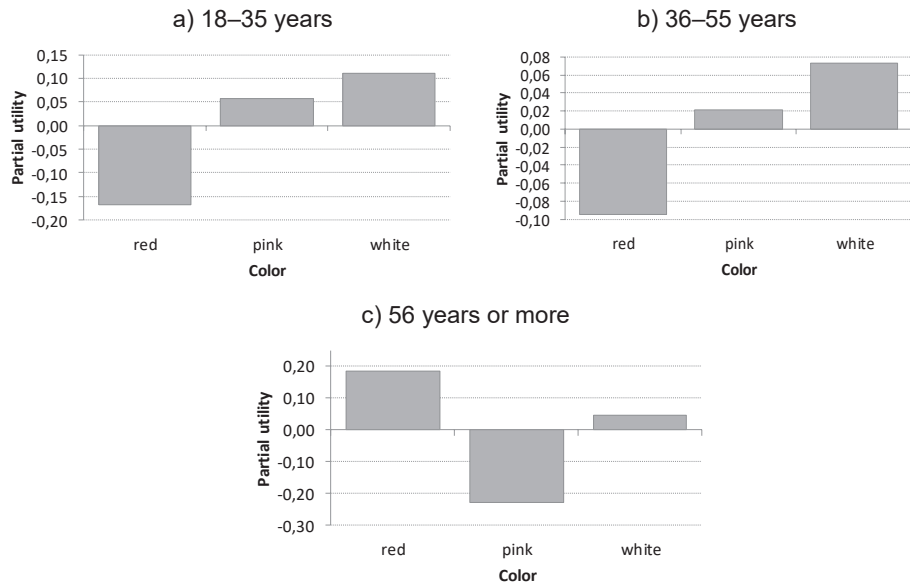 a) 18–35 years
0,15
0,10
0,05
0,00
-0,05
-0,10
-0,15
-0,20
Partial utility
red pink white
Color
b) 36–55 years
0,08
0,06
0,04
0,02
0,00
-0,02
-0,04
-0,06
-0,08
-0,10
Partial utility
red pink white
Color
c) 56 years or more
0,20
0,10
0,00
-0,10
-0,20
-0,30
Partial utility
red pink white
Color